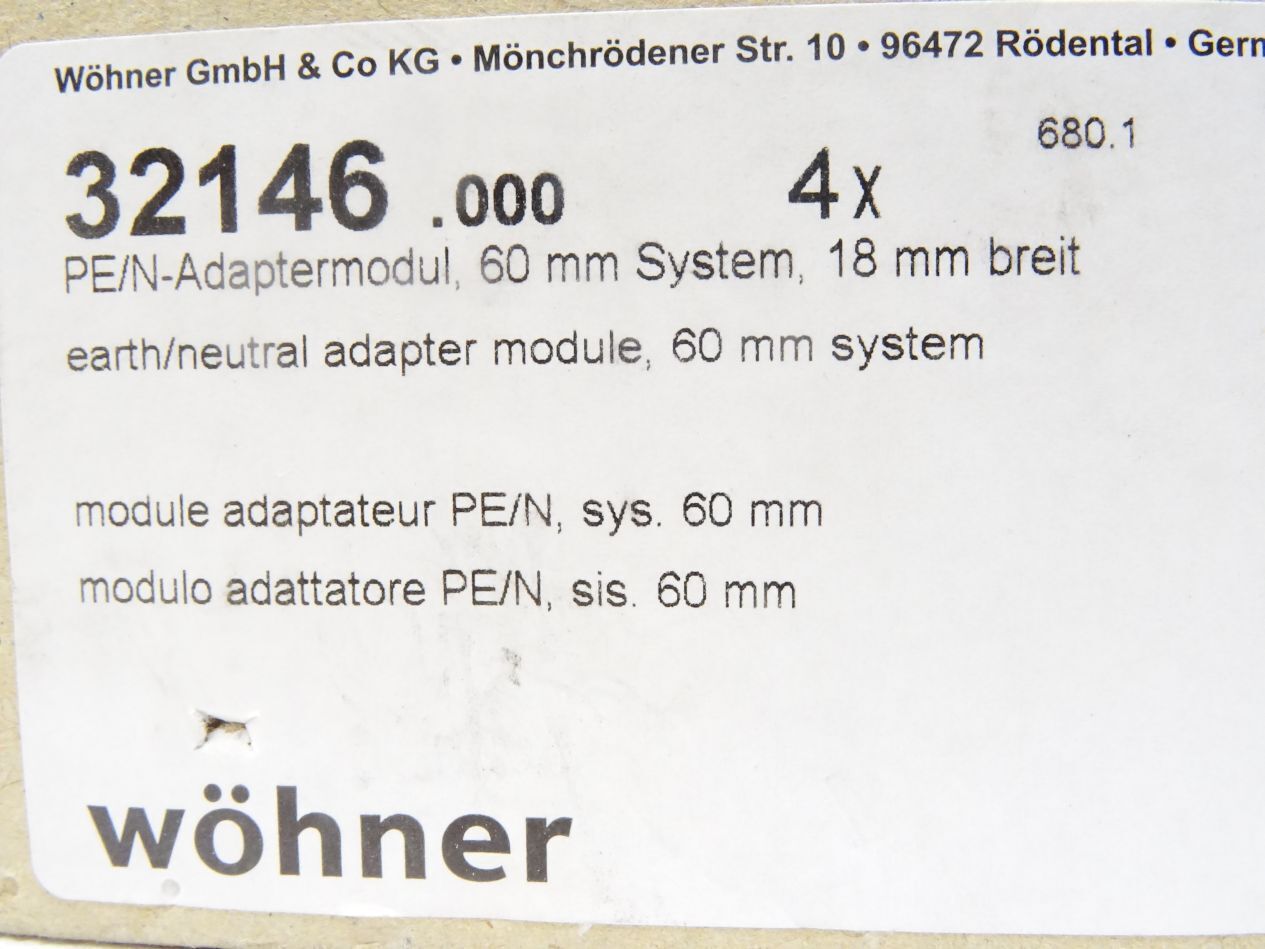 Wöhner GmbH & Co KG • Mönchrödener Str. 10 • 96472 Rödental • Gern
32146 .000 4x 680.1
PE/N-Adaptermodul, 60 mm System, 18 mm breit
earth/neutral adapter module, 60 mm system
module adaptateur PE/N, sys. 60 mm
modulo adattatore PE/N, sis. 60 mm
wöhner